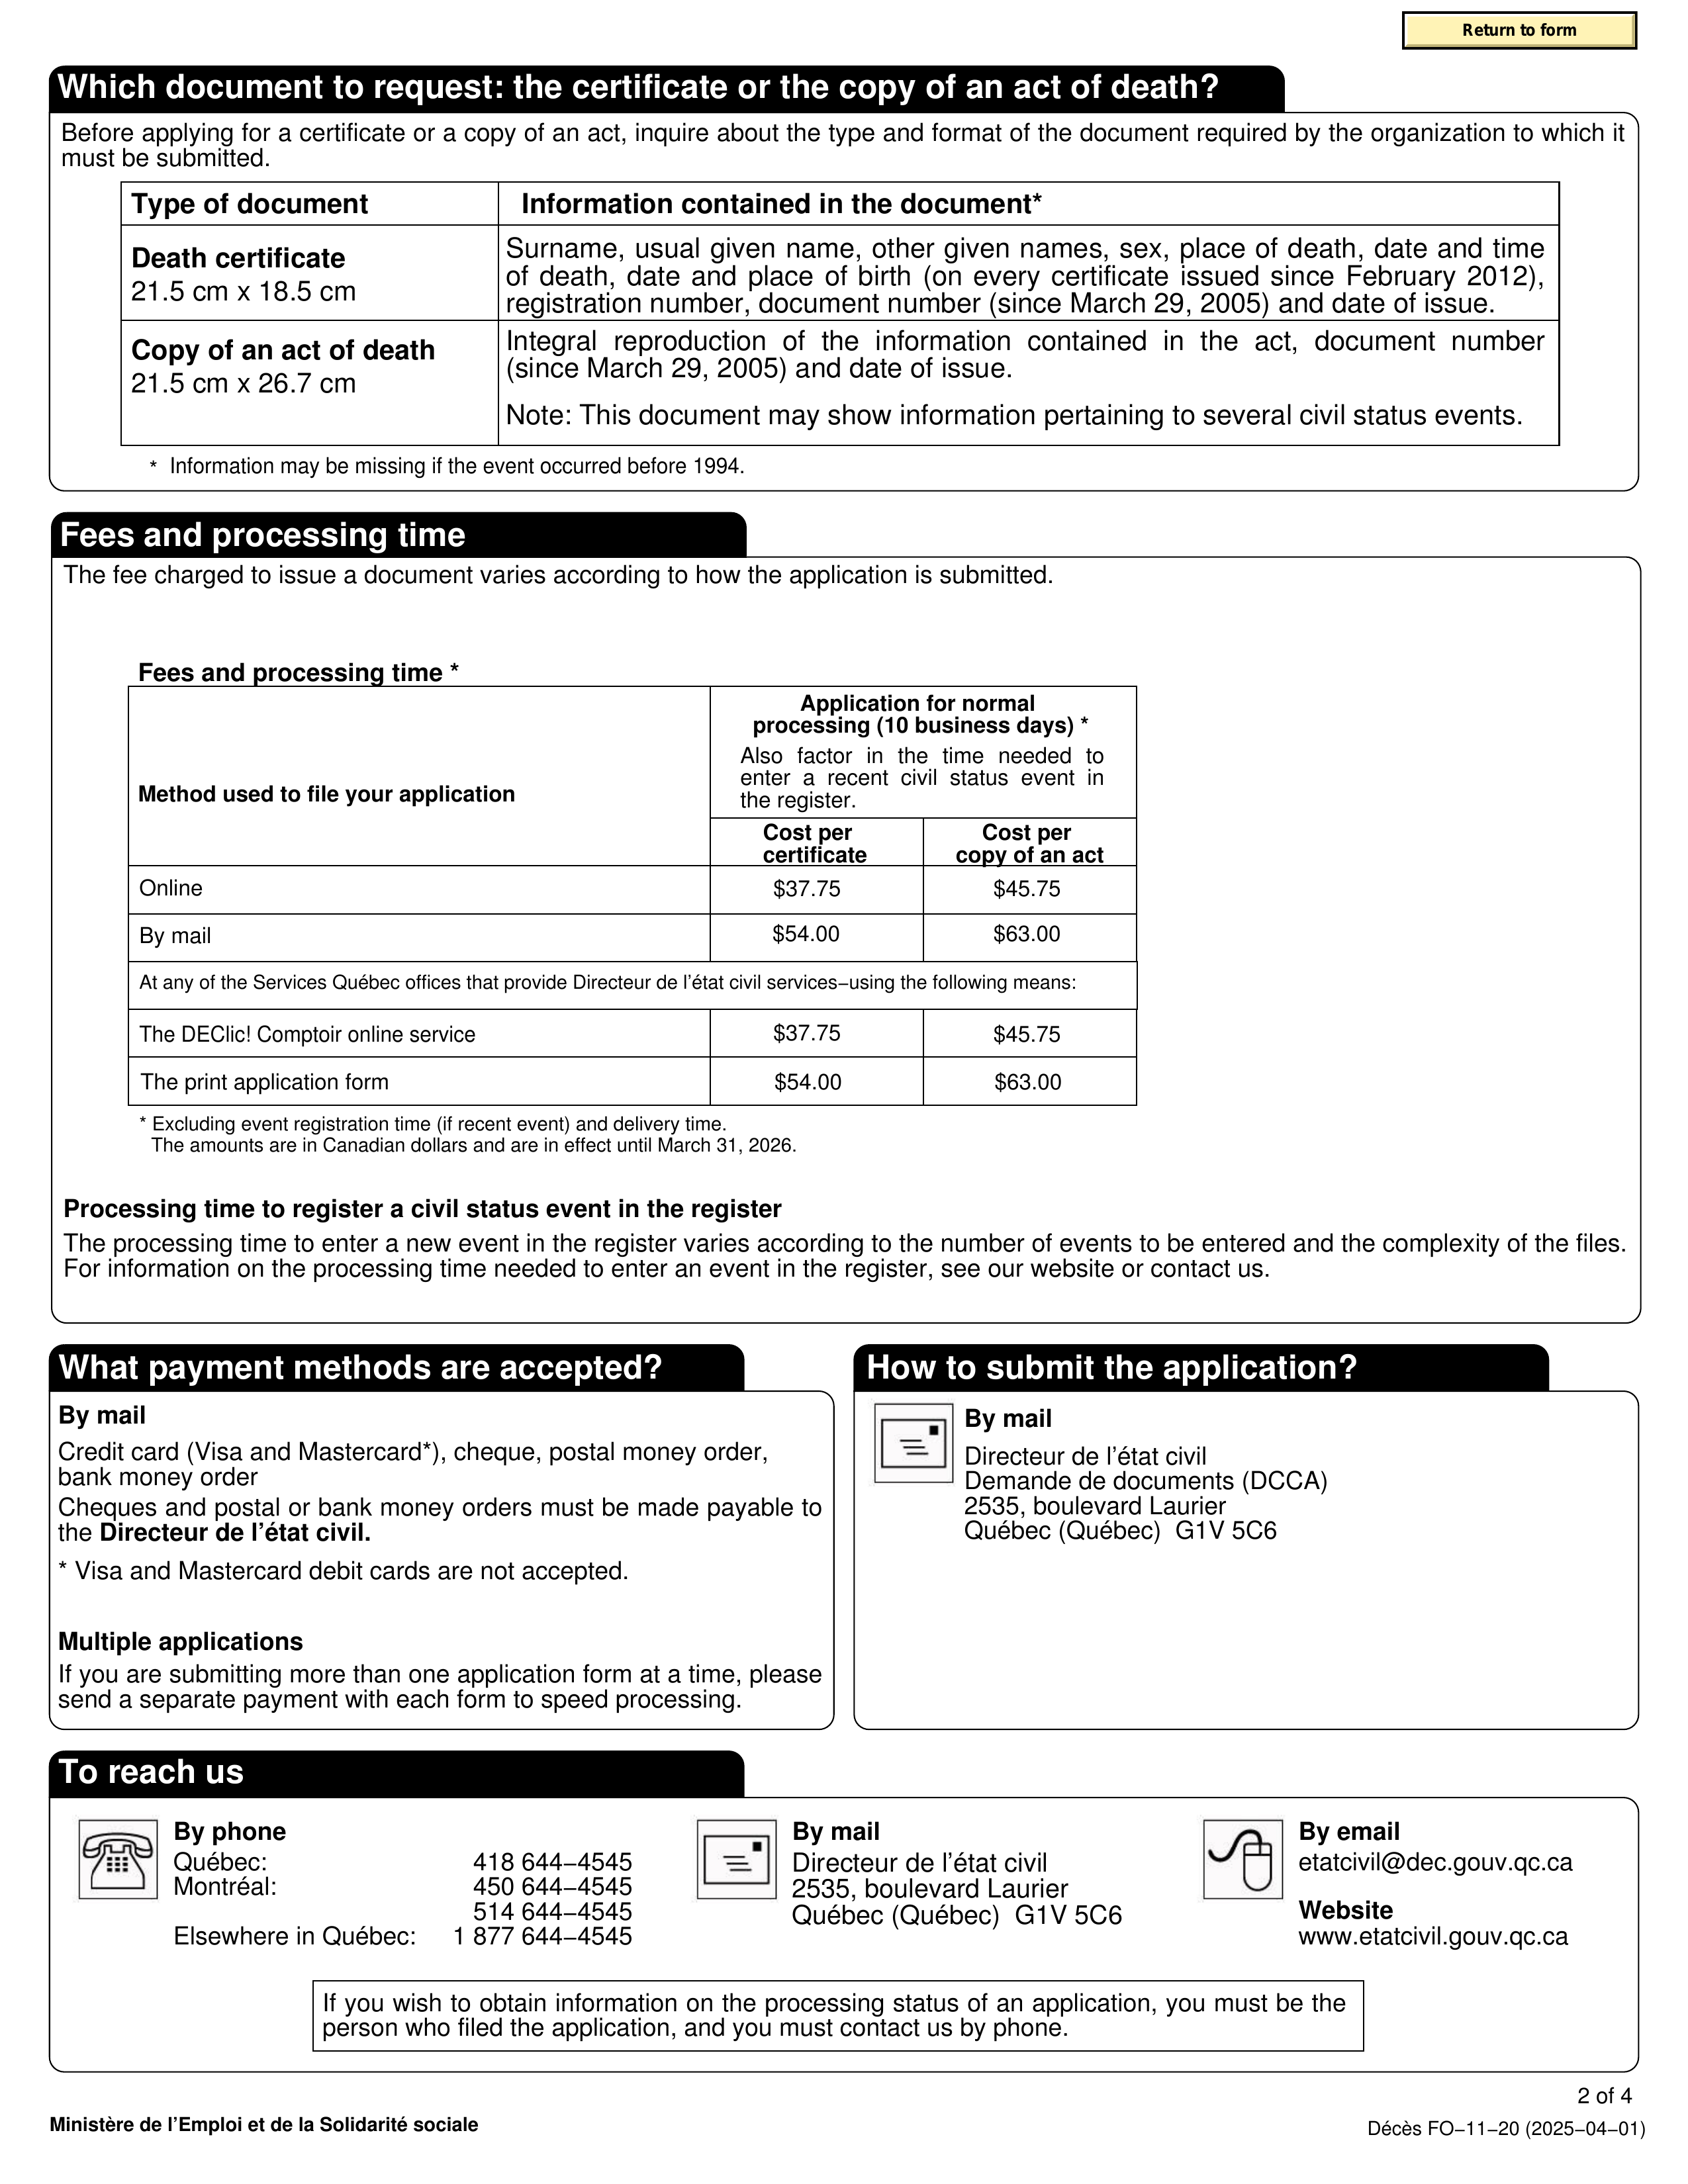 Return to form
Which document to request: the certificate or the copy of an act of death?
Before applying for a certificate or a copy of an act, inquire about the type and format of the document required by the organization to which it
must be submitted.
Type of document
Information contained in the document*
Death certificate
21.5 cm x 18.5 cm
Surname, usual given name, other given names, sex, place of death, date and time
of death, date and place of birth (on every certificate issued since February 2012),
registration number, document number (since March 29, 2005) and date of issue.
Copy of an act of death
21.5 cm x 26.7 cm
Integral reproduction of the information contained in the act, document number
(since March 29, 2005) and date of issue.
Note: This document may show information pertaining to several civil status events.
* Information may be missing if the event occurred before 1994.
Fees and processing time
The fee charged to issue a document varies according to how the application is submitted.
Fees and processing time *
Method used to file your application
Application for normal
processing (10 business days) *
Also factor in the time needed to
enter a recent civil status event in
the register.
Cost per
certificate
Cost per
copy of an act
Online $37.75 $45.75
By mail $54.00 $63.00
At any of the Services Québec offices that provide Directeur de l’état civil services–using the following means:
The DEClic! Comptoir online service $37.75 $45.75
The print application form $54.00 $63.00
* Excluding event registration time (if recent event) and delivery time.
The amounts are in Canadian dollars and are in effect until March 31, 2026.
Processing time to register a civil status event in the register
The processing time to enter a new event in the register varies according to the number of events to be entered and the complexity of the files.
For information on the processing time needed to enter an event in the register, see our website or contact us.
What payment methods are accepted?
By mail
Credit card (Visa and Mastercard*), cheque, postal money order,
bank money order
Cheques and postal or bank money orders must be made payable to
the Directeur de l’état civil.
* Visa and Mastercard debit cards are not accepted.
Multiple applications
If you are submitting more than one application form at a time, please
send a separate payment with each form to speed processing.
How to submit the application?
By mail
Directeur de l’état civil
Demande de documents (DCCA)
2535, boulevard Laurier
Québec (Québec) G1V 5C6
To reach us
By phone
Québec: 418 644–4545
Montréal: 450 644–4545
514 644–4545
Elsewhere in Québec: 1 877 644–4545
By mail
Directeur de l’état civil
2535, boulevard Laurier
Québec (Québec) G1V 5C6
By email
etatcivil@dec.gouv.qc.ca
Website
www.etatcivil.gouv.qc.ca
If you wish to obtain information on the processing status of an application, you must be the
person who filed the application, and you must contact us by phone.
2 of 4
Ministère de l’Emploi et de la Solidarité sociale
Décès FO–11–20 (2025–04–01)